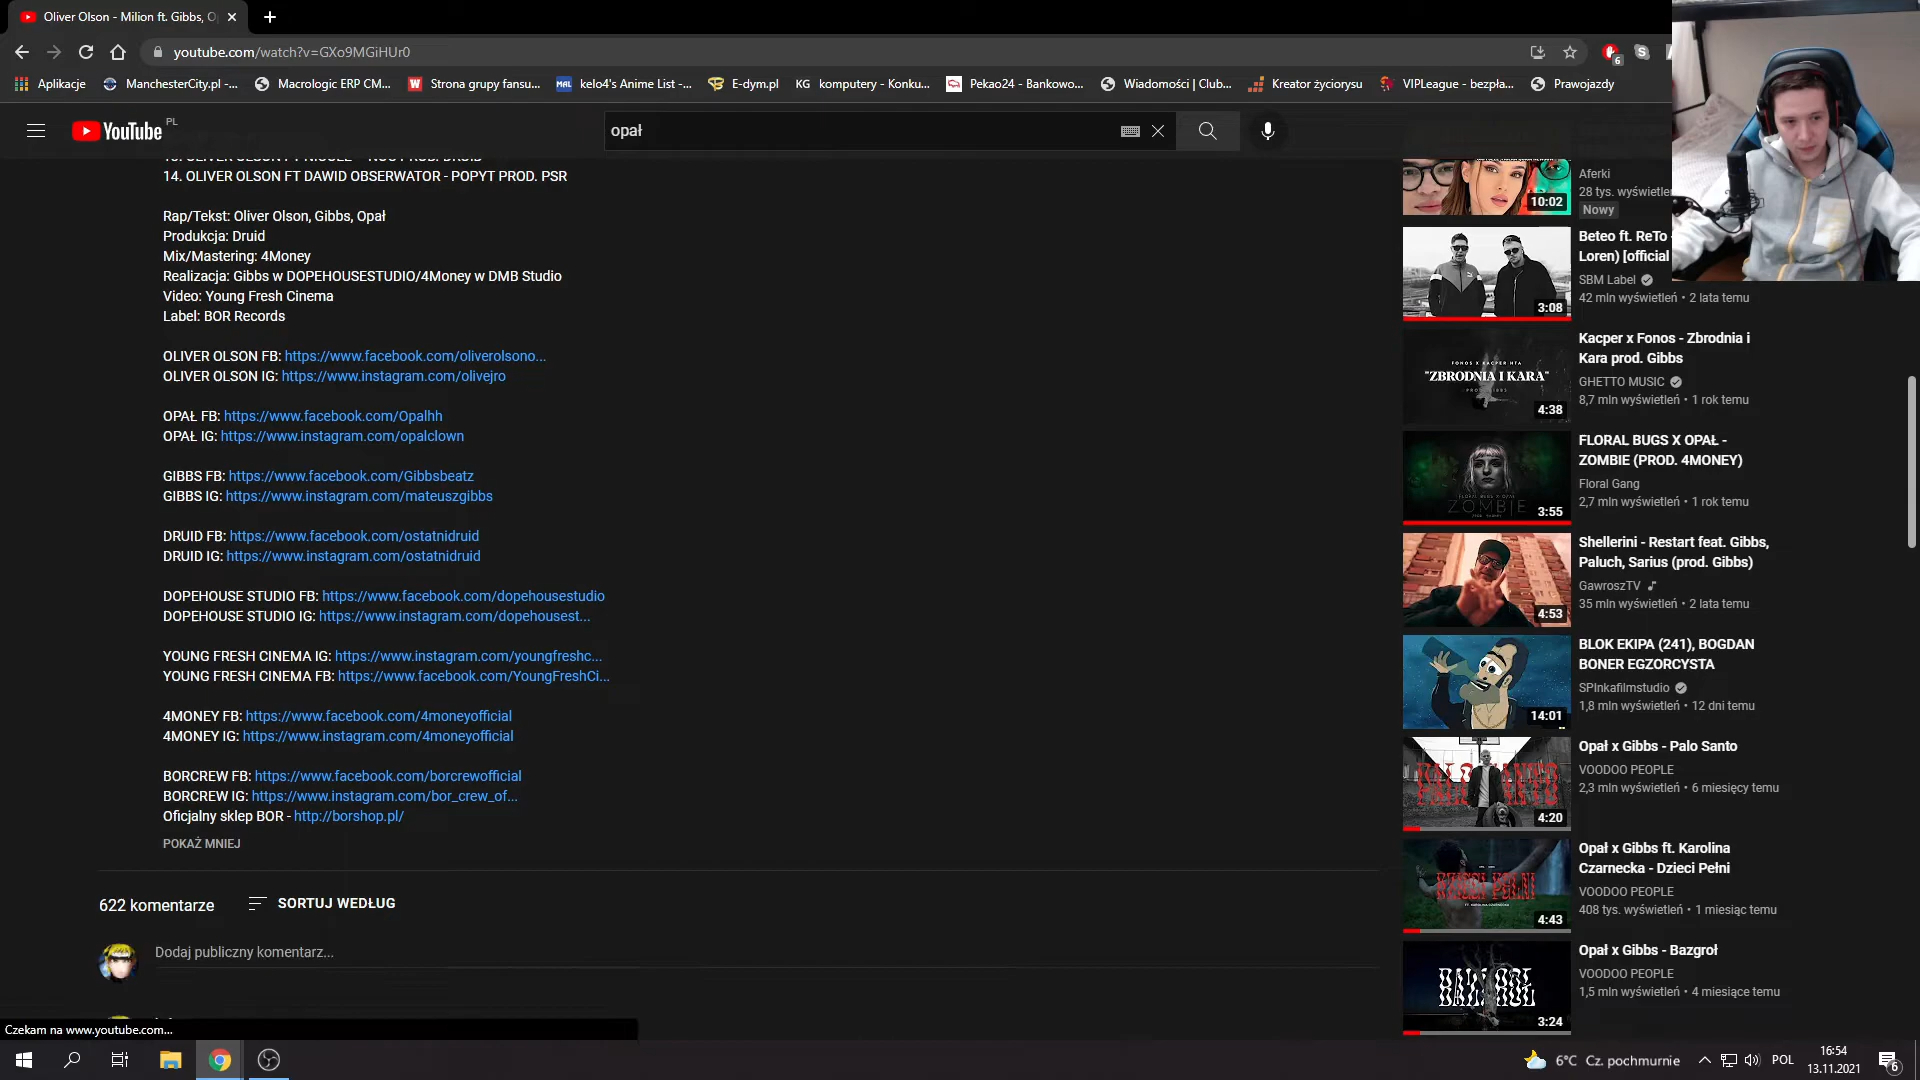 Oliver Olson - Milion ft. Gibbs, O
youtube.com/watch?v=GXo9MGiHUr0
6
Aplikacje
ManchesterCity.pl -...
Macrologic ERP CM...
Strona grupy fansu...
MAL kelo4's Anime List -...
E-dym.pl
KG komputery - Konku...
Pekao24 - Bankowo...
Wiadomości | Club...
Kreator życiorysu
VIPLeague - bezpła...
Prawojazdy
YouTube PL
opał
14. OLIVER OLSON FT DAWID OBSERWATOR - POPYT PROD. PSR
Rap/Tekst: Oliver Olson, Gibbs, Opał
Produkcja: Druid
Mix/Mastering: 4Money
Realizacja: Gibbs w DOPEHOUSESTUDIO/4Money w DMB Studio
Video: Young Fresh Cinema
Label: BOR Records
OLIVER OLSON FB: https://www.facebook.com/oliverolsono...
OLIVER OLSON IG: https://www.instagram.com/olivejro
OPAŁ FB: https://www.facebook.com/Opalhh
OPAŁ IG: https://www.instagram.com/opalclown
GIBBS FB: https://www.facebook.com/Gibbsbeatz
GIBBS IG: https://www.instagram.com/mateuszgibbs
DRUID FB: https://www.facebook.com/ostatnidruid
DRUID IG: https://www.instagram.com/ostatnidruid
DOPEHOUSE STUDIO FB: https://www.facebook.com/dopehousestudio
DOPEHOUSE STUDIO IG: https://www.instagram.com/dopehousest...
YOUNG FRESH CINEMA IG: https://www.instagram.com/youngfreshc...
YOUNG FRESH CINEMA FB: https://www.facebook.com/YoungFreshCi...
4MONEY FB: https://www.facebook.com/4moneyofficial
4MONEY IG: https://www.instagram.com/4moneyofficial
BORCREW FB: https://www.facebook.com/borcrewofficial
BORCREW IG: https://www.instagram.com/bor_crew_of...
Oficjalny sklep BOR - http://borshop.pl/
POKAŻ MNIEJ
622 komentarze
SORTUJ WEDŁUG
Dodaj publiczny komentarz...
Czekam na www.youtube.com...
10:02
Aferki
28 tys. wyświetleń
Nowy
3:08
Beteo ft. ReTo
Loren) [official
SBM Label
42 mln wyświetleń • 2 lata temu
FONOS X KACPER HTA
"ZBRODNIA I KARA"
4:38
Kacper x Fonos - Zbrodnia i
Kara prod. Gibbs
GHETTO MUSIC
8,7 mln wyświetleń • 1 rok temu
FLORAL BUGS X OPAŁ
ZOMBIE
3:55
FLORAL BUGS X OPAŁ -
ZOMBIE (PROD. 4MONEY)
Floral Gang
2,7 mln wyświetleń • 1 rok temu
4:53
Shellerini - Restart feat. Gibbs,
Paluch, Sarius (prod. Gibbs)
GawroszTV
35 mln wyświetleń • 2 lata temu
14:01
BLOK EKIPA (241), BOGDAN
BONER EGZORCYSTA
SPInkafilmstudio
1,8 mln wyświetleń • 12 dni temu
4:20
Opał x Gibbs - Palo Santo
VOODOO PEOPLE
2,3 mln wyświetleń • 6 miesięcy temu
DZIECI PEŁNI
4:43
Opał x Gibbs ft. Karolina
Czarnecka - Dzieci Pełni
VOODOO PEOPLE
408 tys. wyświetleń • 1 miesiąc temu
BAZGROŁ
3:24
Opał x Gibbs - Bazgroł
VOODOO PEOPLE
1,5 mln wyświetleń • 4 miesiące temu
6°C Cz. pochmurnie
POL
16:54
13.11.2021
6